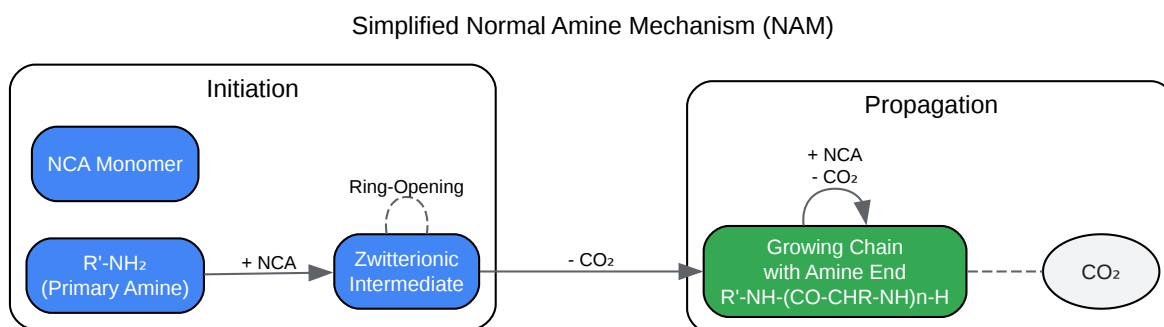 Simplified Normal Amine Mechanism (NAM)
Initiation
NCA Monomer
R'-NH₂
(Primary Amine)
+ NCA
Ring-Opening
Zwitterionic
Intermediate
- CO₂
Propagation
+ NCA
- CO₂
Growing Chain
with Amine End
R'-NH-(CO-CHR-NH)n-H
CO₂